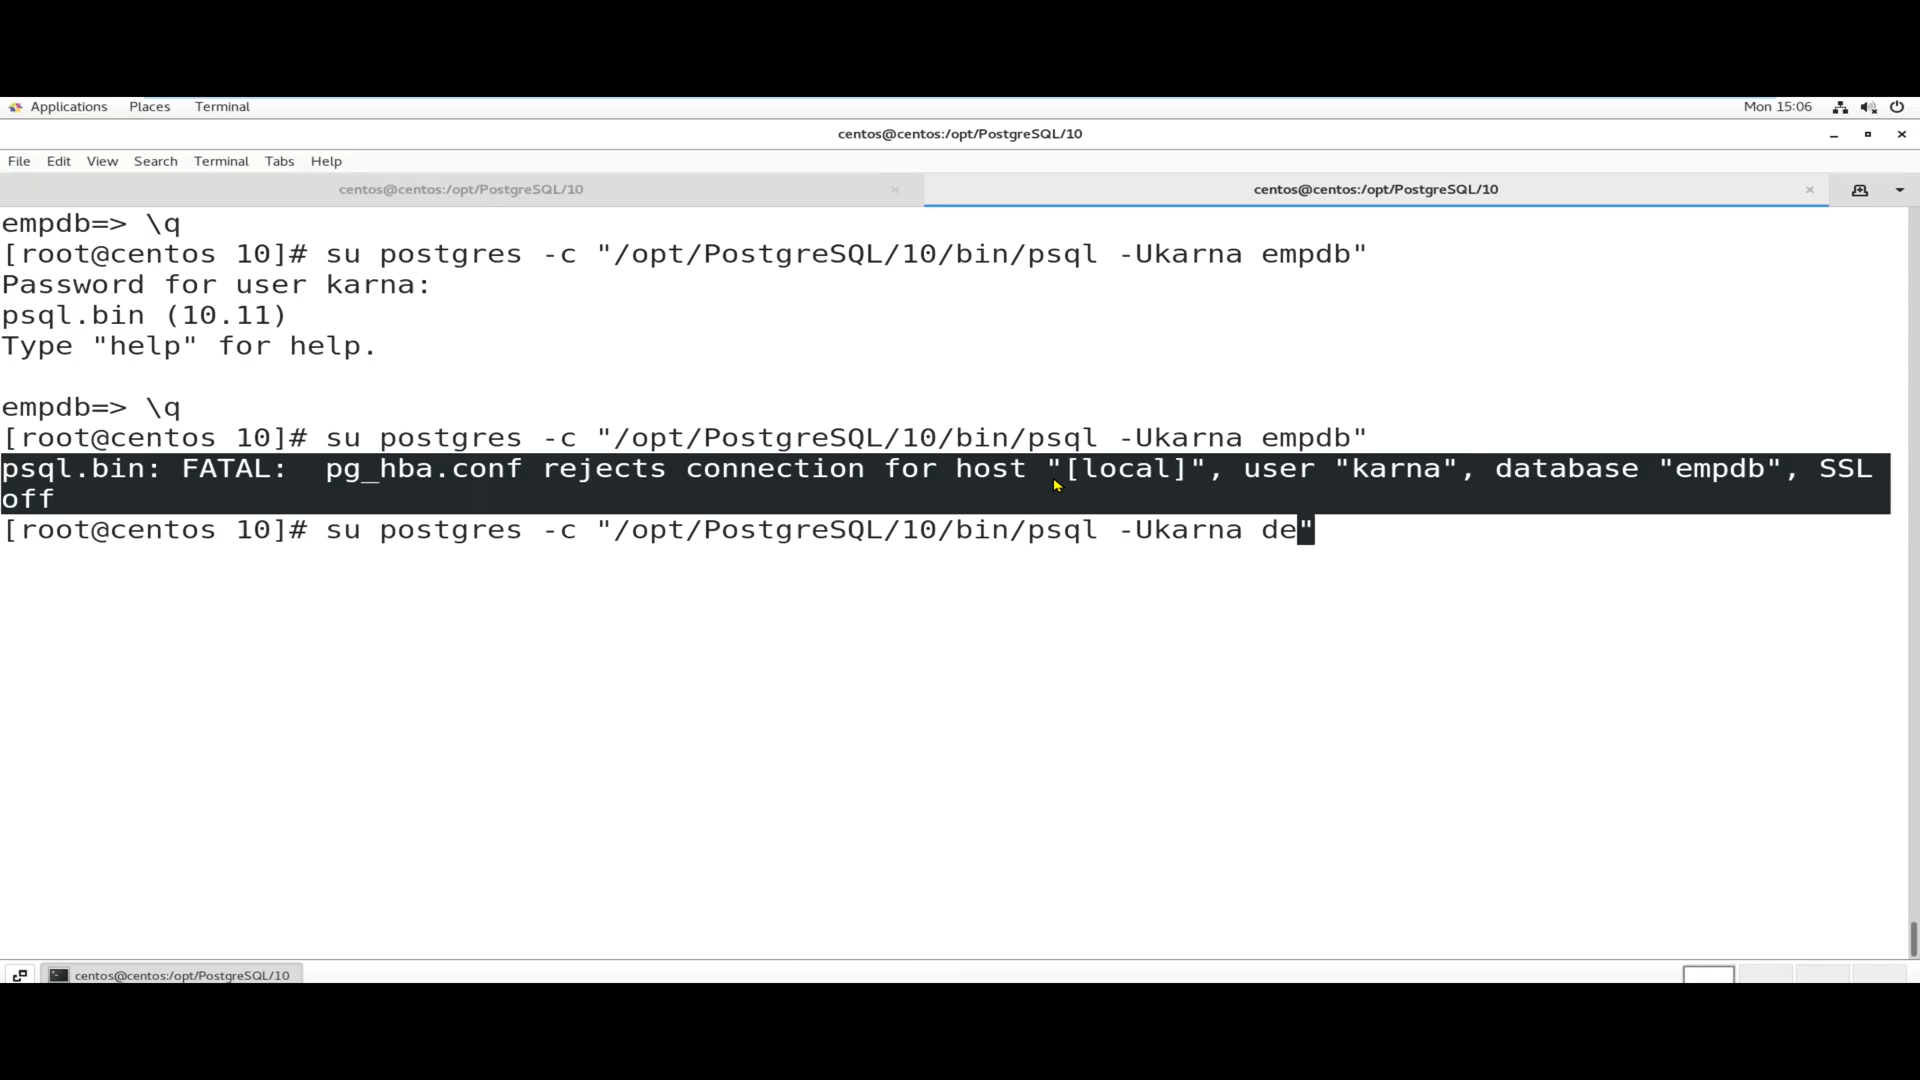 Applications Places Terminal Mon 15:06
centos@centos:/opt/PostgreSQL/10
File Edit View Search Terminal Tabs Help
centos@centos:/opt/PostgreSQL/10 centos@centos:/opt/PostgreSQL/10
empdb=> \q
[root@centos 10]# su postgres -c "/opt/PostgreSQL/10/bin/psql -Ukarna empdb"
Password for user karna:
psql.bin (10.11)
Type "help" for help.
empdb=> \q
[root@centos 10]# su postgres -c "/opt/PostgreSQL/10/bin/psql -Ukarna empdb"
psql.bin: FATAL:  pg_hba.conf rejects connection for host "[local]", user "karna", database "empdb", SSL
off
[root@centos 10]# su postgres -c "/opt/PostgreSQL/10/bin/psql -Ukarna de"
centos@centos:/opt/PostgreSQL/10